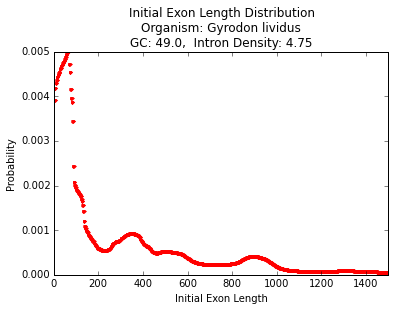 Initial Exon Length Distribution
Organism: Gyrodon lividus
GC: 49.0,  Intron Density: 4.75
0.005
0.004
0.003
0.002
0.001
0.000
Probability
0
200
400
600
800
1000
1200
1400
Initial Exon Length